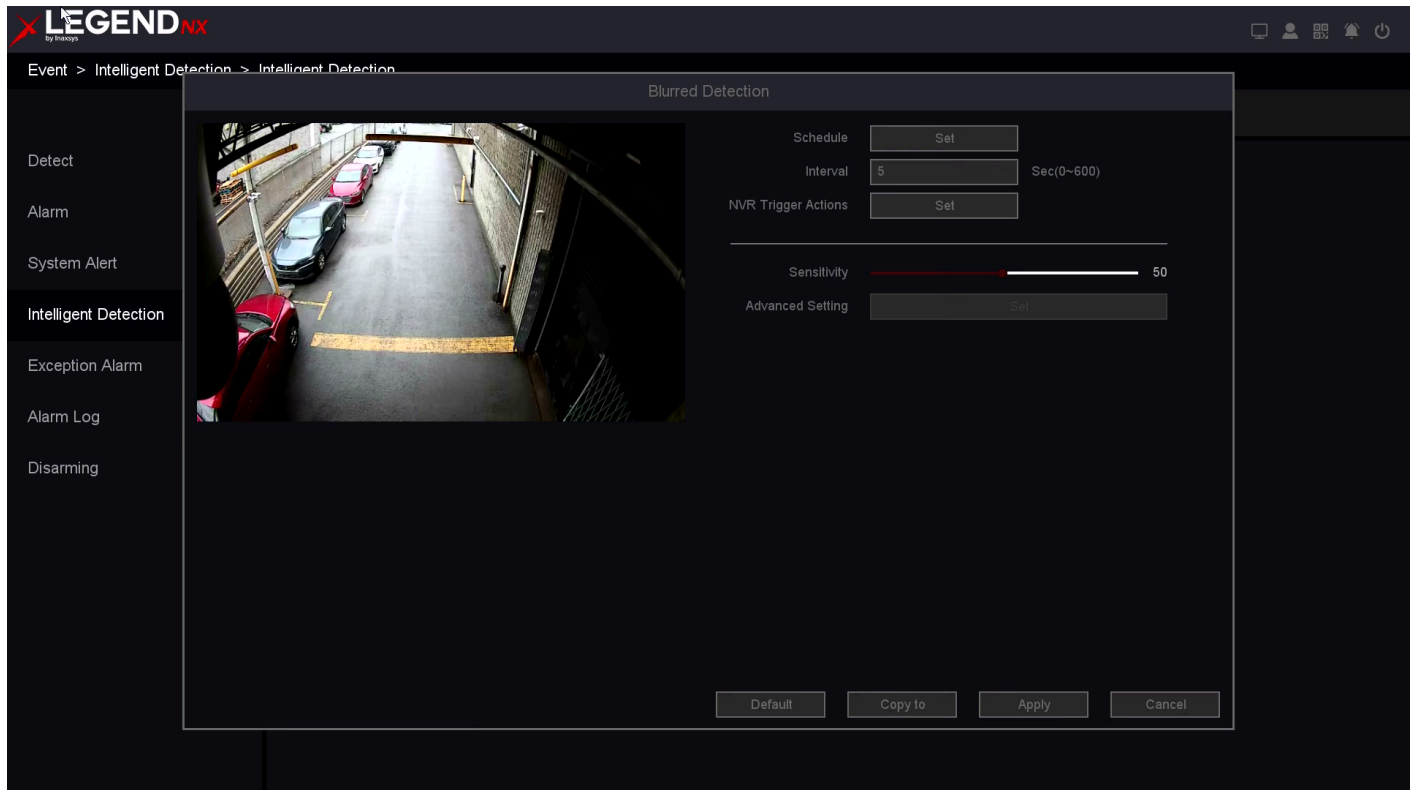 LEGEND NX
by Inaxsys
Event > Intelligent Detection > Intelligent Detection
Blurred Detection
Detect
Alarm
System Alert
Intelligent Detection
Exception Alarm
Alarm Log
Disarming
Schedule Set
Interval 5 Sec(0~600)
NVR Trigger Actions Set
Sensitivity 50
Advanced Setting Set
Default Copy to Apply Cancel